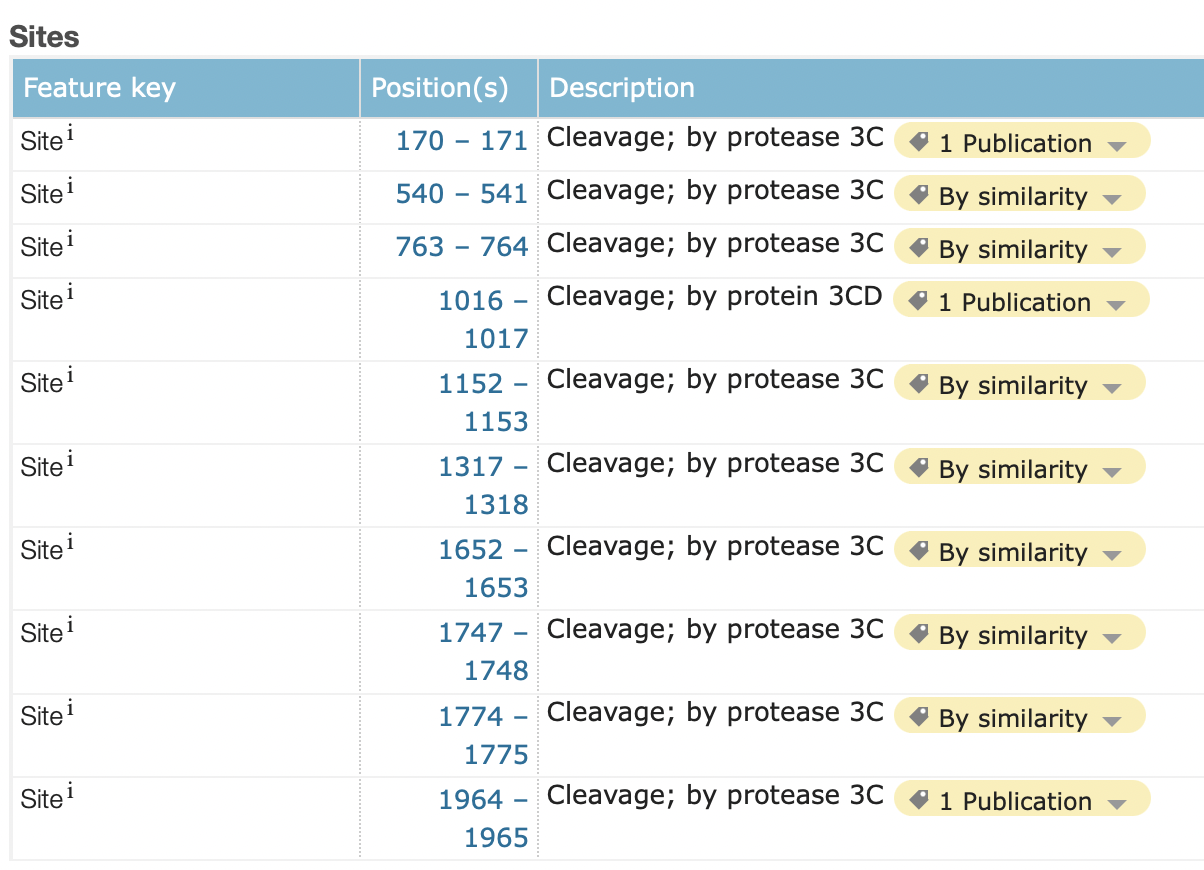 Sites
Feature key Position(s) Description
Site i 170 – 171 Cleavage; by protease 3C 1 Publication
Site i 540 – 541 Cleavage; by protease 3C By similarity
Site i 763 – 764 Cleavage; by protease 3C By similarity
Site i 1016 – Cleavage; by protein 3CD 1 Publication
1017
Site i 1152 – Cleavage; by protease 3C By similarity
1153
Site i 1317 – Cleavage; by protease 3C By similarity
1318
Site i 1652 – Cleavage; by protease 3C By similarity
1653
Site i 1747 – Cleavage; by protease 3C By similarity
1748
Site i 1774 – Cleavage; by protease 3C By similarity
1775
Site i 1964 – Cleavage; by protease 3C 1 Publication
1965